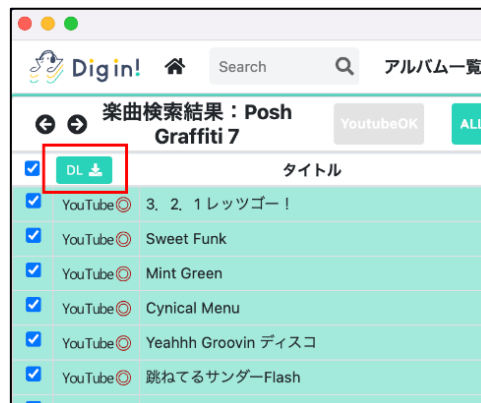 Dig in! Search アルバム一覧
楽曲検索結果：Posh
Graffiti 7
YoutubeOK
DL タイトル
YouTube◎ 3．2．1レッツゴー！
YouTube◎ Sweet Funk
YouTube◎ Mint Green
YouTube◎ Cynical Menu
YouTube◎ Yeahhh Groovin ディスコ
YouTube◎ 跳ねてるサンダーFlash